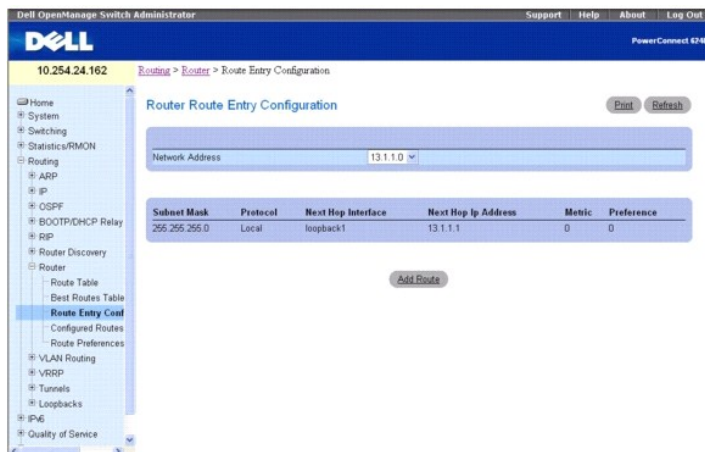 Dell OpenManage Switch Administrator
Support Help About Log Out
DELL
PowerConnect 6248
10.254.24.162
Routing > Router > Route Entry Configuration
Home
System
Switching
Statistics/RMON
Routing
ARP
IP
OSPF
BOOTP/DHCP Relay
RIP
Router Discovery
Router
Route Table
Best Routes Table
Route Entry Conf
Configured Routes
Route Preferences
VLAN Routing
VRRP
Tunnels
Loopbacks
IPv6
Quality of Service
Router Route Entry Configuration
Print Refresh
Network Address 13.1.1.0
Subnet Mask Protocol Next Hop Interface Next Hop Ip Address Metric Preference
255.255.255.0 Local loopback1 13.1.1.1 0 0
Add Route